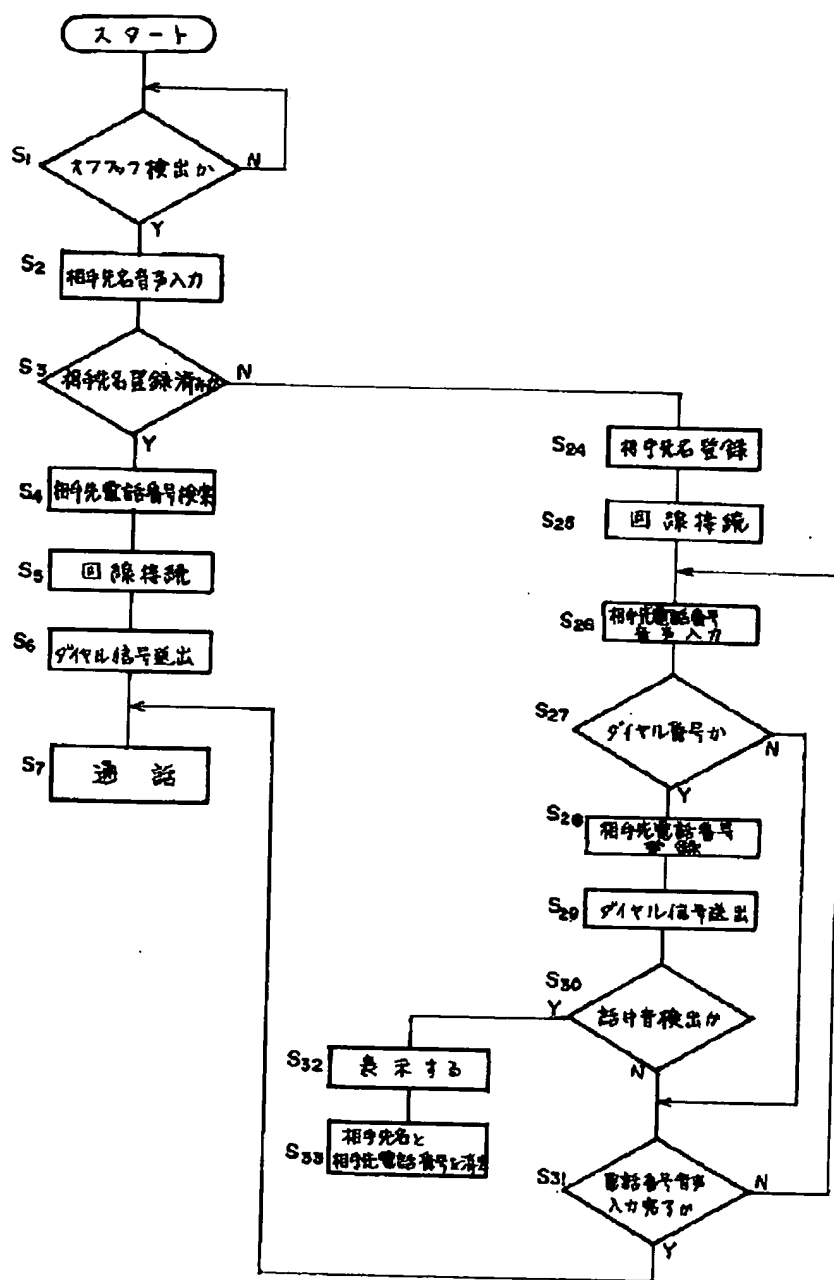 スタート
S1
オフフック検出か
N
Y
S2
相手先名音声入力
S3
相手先名登録済みか
N
Y
S4
相手先電話番号検索
S5
回線接続
S6
ダイヤル信号送出
S7
通話
S24
相手先名登録
S25
回線接続
S26
相手先電話番号
音声入力
S27
ダイヤル番号か
N
Y
S28
相手先電話番号
登録
S29
ダイヤル信号送出
S30
Y
話中音検出か
N
S32
表示する
S33
相手先名と
相手先電話番号を消去
S31
電話番号音声
入力完了か
N
Y